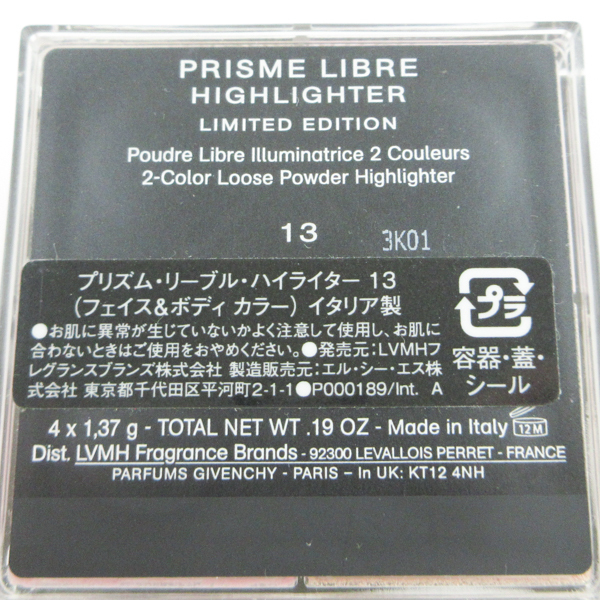 PRISME LIBRE
HIGHLIGHTER
LIMITED EDITION
Poudre Libre Illuminatrice 2 Couleurs
2-Color Loose Powder Highlighter
13 3K01
プリズム・リーブル・ハイライター 13
（フェイス&ボディ カラー）イタリア製
●お肌に異常が生じていないかよく注意して使用し、お肌に
合わないときはご使用をおやめください。●発売元：LVMHフ
レグランスブランズ株式会社 製造販売元：エル・シー・エス株
式会社 東京都千代田区平河町2-1-1●P000189/Int. A
プラ
容器・蓋・
シール
4 x 1,37 g - TOTAL NET WT .19 OZ - Made in Italy 12M
Dist. LVMH Fragrance Brands - 92300 LEVALLOIS PERRET - FRANCE
PARFUMS GIVENCHY - PARIS – In UK: KT12 4NH